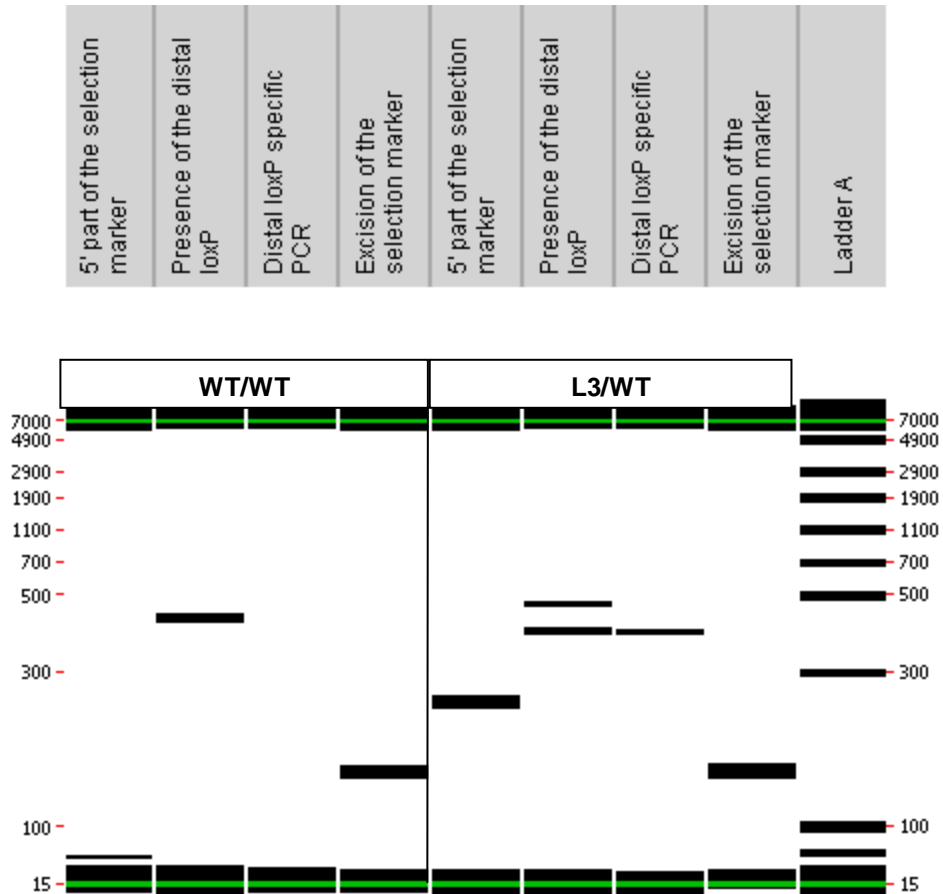 5' part of the selection
marker
Presence of the distal
loxP
Distal loxP specific
PCR
Excision of the
selection marker
5' part of the selection
marker
Presence of the distal
loxP
Distal loxP specific
PCR
Excision of the
selection marker
Ladder A
WT/WT
L3/WT
7000
4900
2900
1900
1100
700
500
300
100
15
7000
4900
2900
1900
1100
700
500
300
100
15